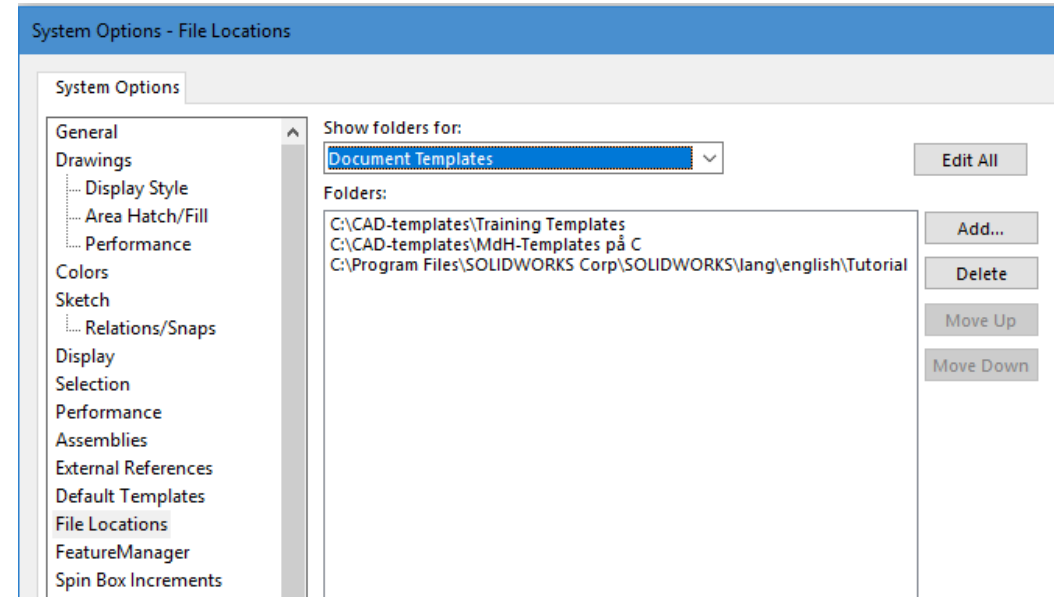 System Options - File Locations
System Options
General
Drawings
Display Style
Area Hatch/Fill
Performance
Colors
Sketch
Relations/Snaps
Display
Selection
Performance
Assemblies
External References
Default Templates
File Locations
FeatureManager
Spin Box Increments
Show folders for:
Document Templates
Edit All
Folders:
C:\CAD-templates\Training Templates
C:\CAD-templates\MdH-Templates på C
C:\Program Files\SOLIDWORKS Corp\SOLIDWORKS\lang\english\Tutorial
Add...
Delete
Move Up
Move Down